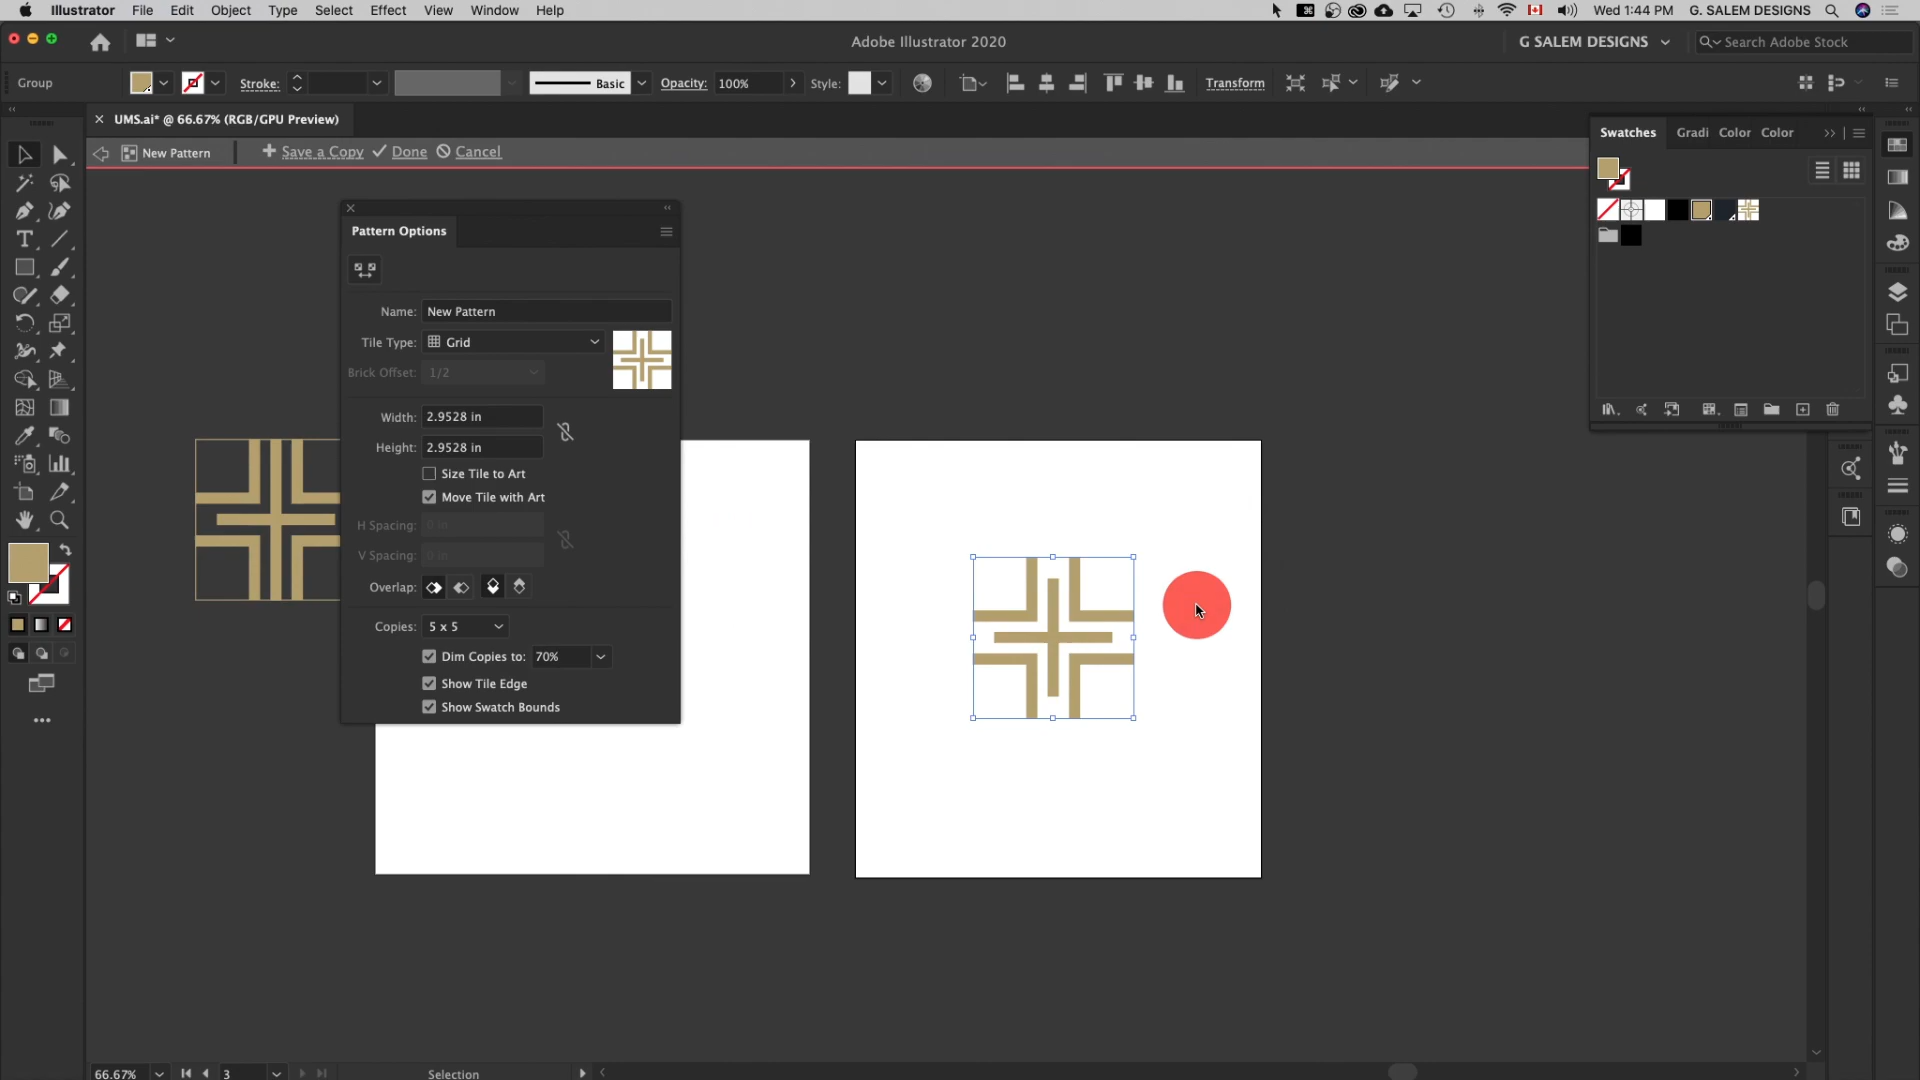 Illustrator File Edit Object Type Select Effect View Window Help
Wed 1:44 PM G. SALEM DESIGNS
Adobe Illustrator 2020
G SALEM DESIGNS
Search Adobe Stock
Group
Stroke:
Basic
Opacity: 100%
Style:
Transform
UMS.ai* @ 66.67% (RGB/GPU Preview)
New Pattern
Save a Copy
Done
Cancel
Swatches
Gradi
Color
Color
Pattern Options
Name: New Pattern
Tile Type: Grid
Brick Offset: 1/2
Width: 2.9528 in
Height: 2.9528 in
Size Tile to Art
Move Tile with Art
H Spacing: 0 in
V Spacing: 0 in
Overlap:
Copies: 5 x 5
Dim Copies to: 70%
Show Tile Edge
Show Swatch Bounds
66.67%
3
Selection